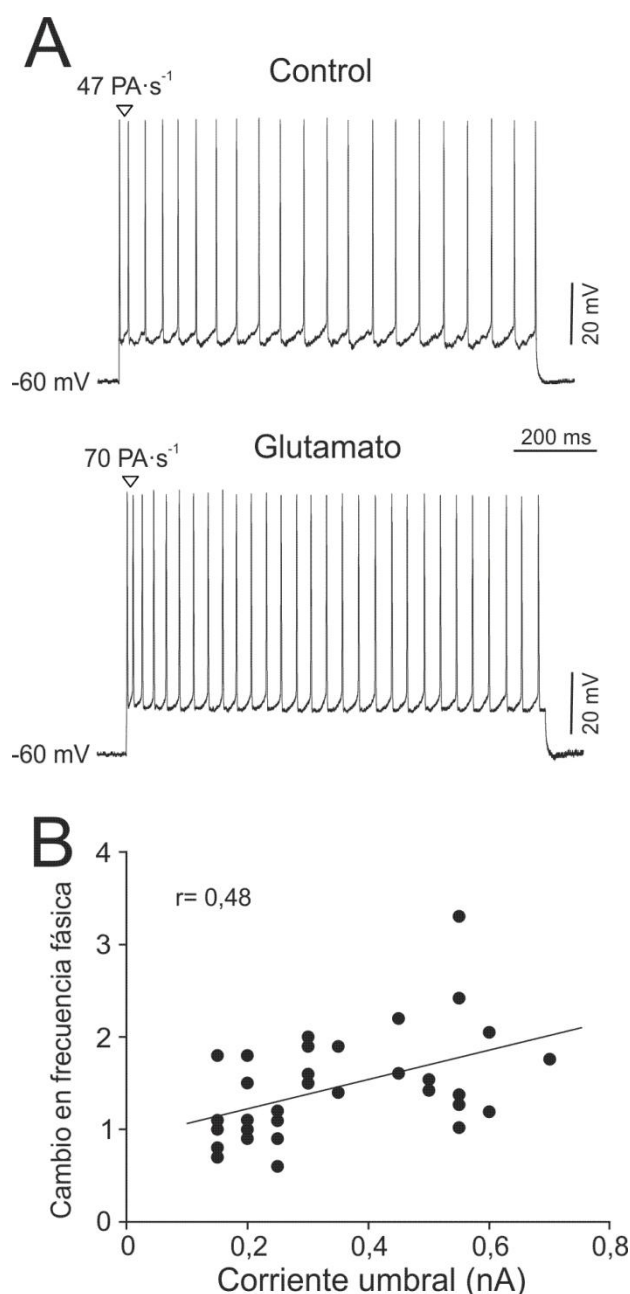 A
Control
47 PA·s⁻¹
20 mV
-60 mV
Glutamato
200 ms
70 PA·s⁻¹
20 mV
-60 mV
B
Cambio en frecuencia fásica
4
3
2
1
0
r= 0,48
0 0,2 0,4 0,6 0,8
Corriente umbral (nA)